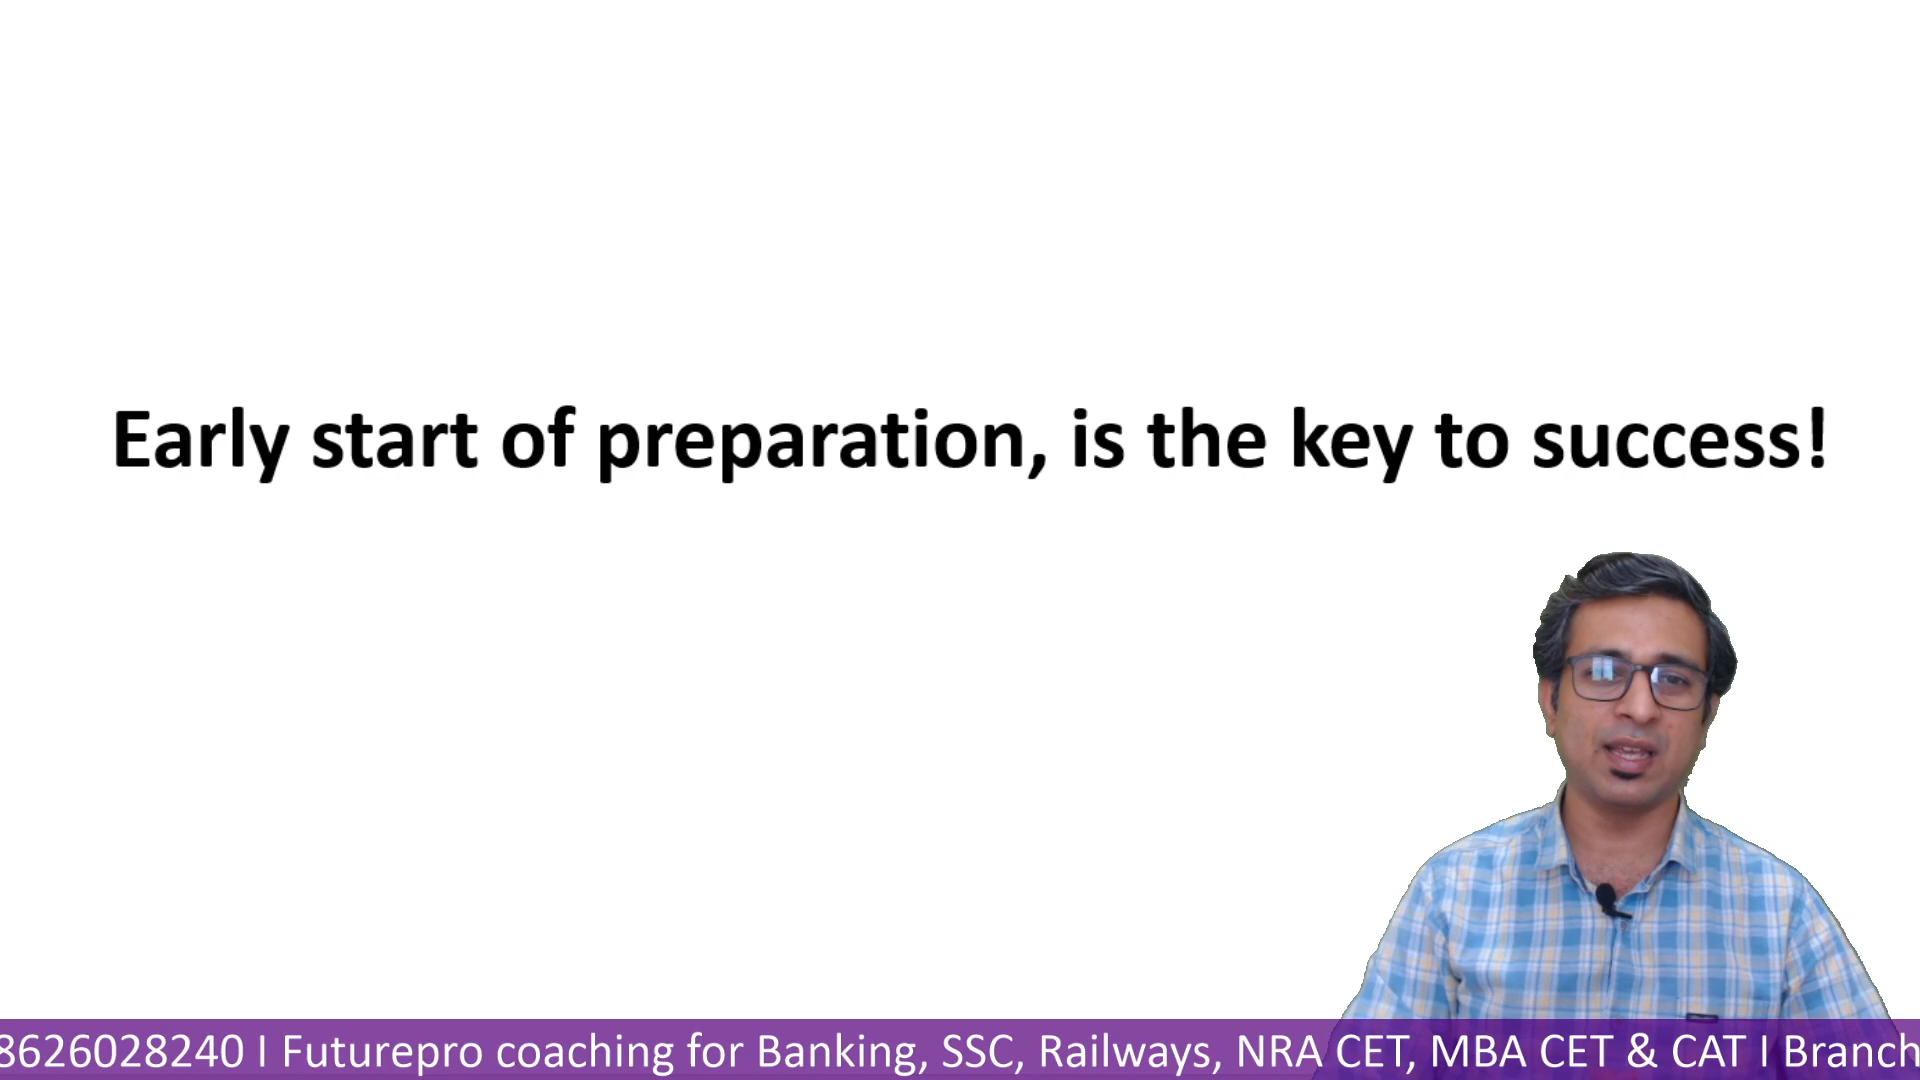 Early start of preparation, is the key to success!
8626028240 I Futurepro coaching for Banking, SSC, Railways, NRA CET, MBA CET & CAT I Branch